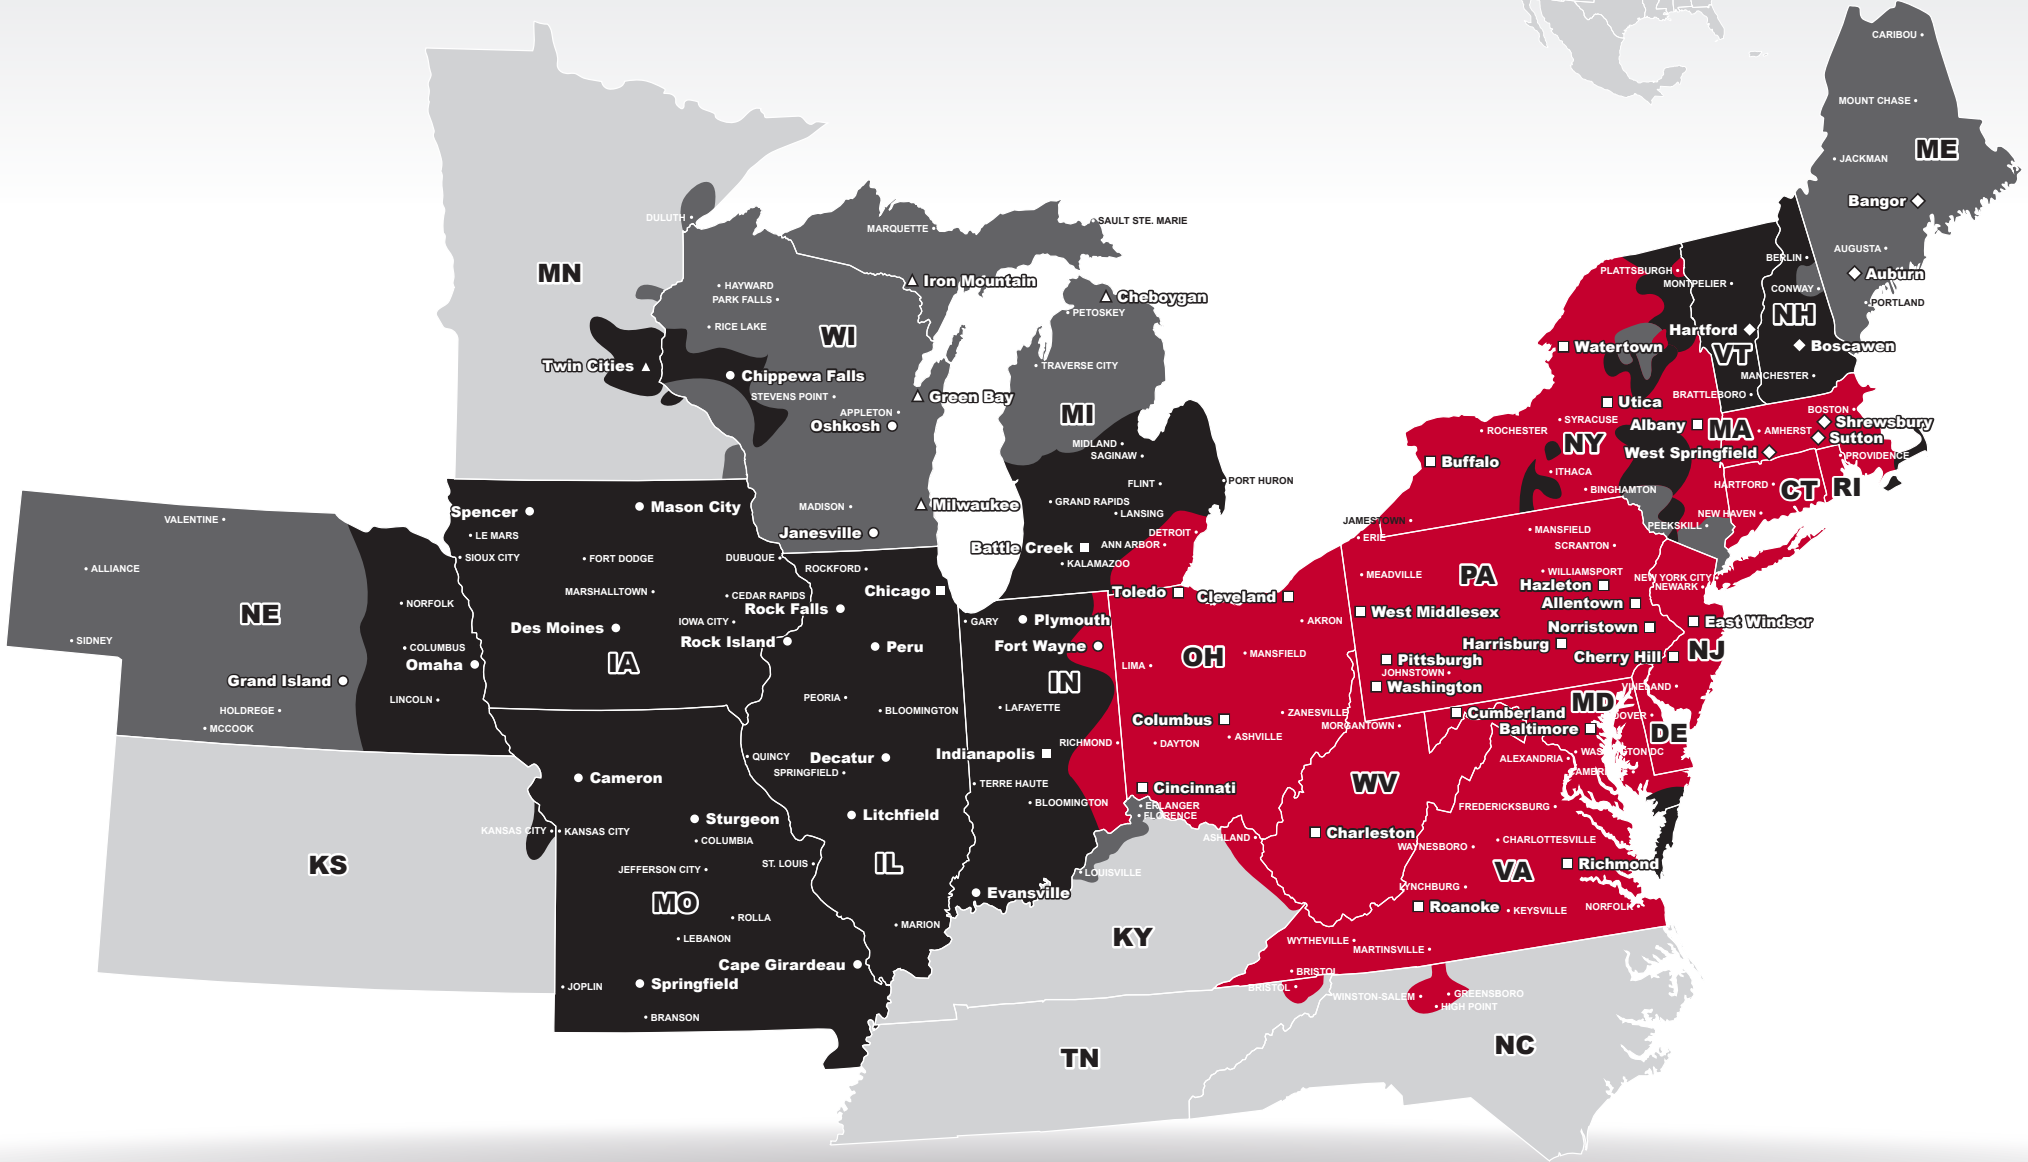 CARIBOU
MOUNT CHASE
ME
JACKMAN
Bangor
AUGUSTA
Auburn
PORTLAND
BERLIN
CONWAY
NH
Boscawen
MANCHESTER
MONTPELIER
Hartford
VT
BRATTLEBORO
PLATTSBURGH
Watertown
Utica
SYRACUSE
ROCHESTER
NY
Albany
Buffalo
ITHACA
BINGHAMTON
JAMESTOWN
PEEKSKILL
NEW YORK CITY
BOSTON
MA
AMHERST
Shrewsbury
Sutton
West Springfield
PROVIDENCE
HARTFORD
CT
RI
NEW HAVEN
MN
DULUTH
Twin Cities
MARQUETTE
SAULT STE. MARIE
Iron Mountain
Cheboygan
PETOSKEY
HAYWARD
PARK FALLS
RICE LAKE
WI
Chippewa Falls
STEVENS POINT
APPLETON
Oshkosh
Green Bay
MADISON
Milwaukee
Janesville
TRAVERSE CITY
MI
MIDLAND
SAGINAW
FLINT
PORT HURON
GRAND RAPIDS
LANSING
DETROIT
ANN ARBOR
Battle Creek
KALAMAZOO
VALENTINE
ALLIANCE
NE
NORFOLK
SIDNEY
COLUMBUS
Omaha
Grand Island
LINCOLN
HOLDREGE
MCCOOK
Spencer
Mason City
LE MARS
SIOUX CITY
FORT DODGE
DUBUQUE
MARSHALLTOWN
CEDAR RAPIDS
Des Moines
IOWA CITY
IA
ROCKFORD
Chicago
Rock Falls
Rock Island
Peru
PEORIA
BLOOMINGTON
QUINCY
Decatur
SPRINGFIELD
Litchfield
IL
MARION
GARY
Plymouth
Fort Wayne
IN
LAFAYETTE
RICHMOND
Indianapolis
TERRE HAUTE
BLOOMINGTON
Evansville
Toledo
Cleveland
AKRON
LIMA
OH
MANSFIELD
Columbus
ZANESVILLE
ASHVILLE
DAYTON
Cincinnati
ERLANGER
FLORENCE
ASHLAND
LOUISVILLE
KY
ERIE
MANSFIELD
SCRANTON
MEADVILLE
PA
WILLIAMSPORT
Hazleton
NEWARK
Allentown
West Middlesex
Norristown
East Windsor
Harrisburg
Cherry Hill
NJ
Pittsburgh
JOHNSTOWN
Washington
VINELAND
MD
Cumberland
DOVER
Baltimore
DE
MORGANTOWN
WASHINGTON DC
ALEXANDRIA
WV
FREDERICKSBURG
Charleston
CHARLOTTESVILLE
WAYNESBORO
Richmond
VA
LYNCHBURG
Roanoke
KEYSVILLE
NORFOLK
WYTHEVILLE
MARTINSVILLE
BRISTOL
BRISTOL
WINSTON-SALEM
GREENSBORO
HIGH POINT
KS
KANSAS CITY
KANSAS CITY
Cameron
Sturgeon
COLUMBIA
ST. LOUIS
JEFFERSON CITY
MO
ROLLA
LEBANON
Cape Girardeau
Springfield
JOPLIN
BRANSON
TN
NC